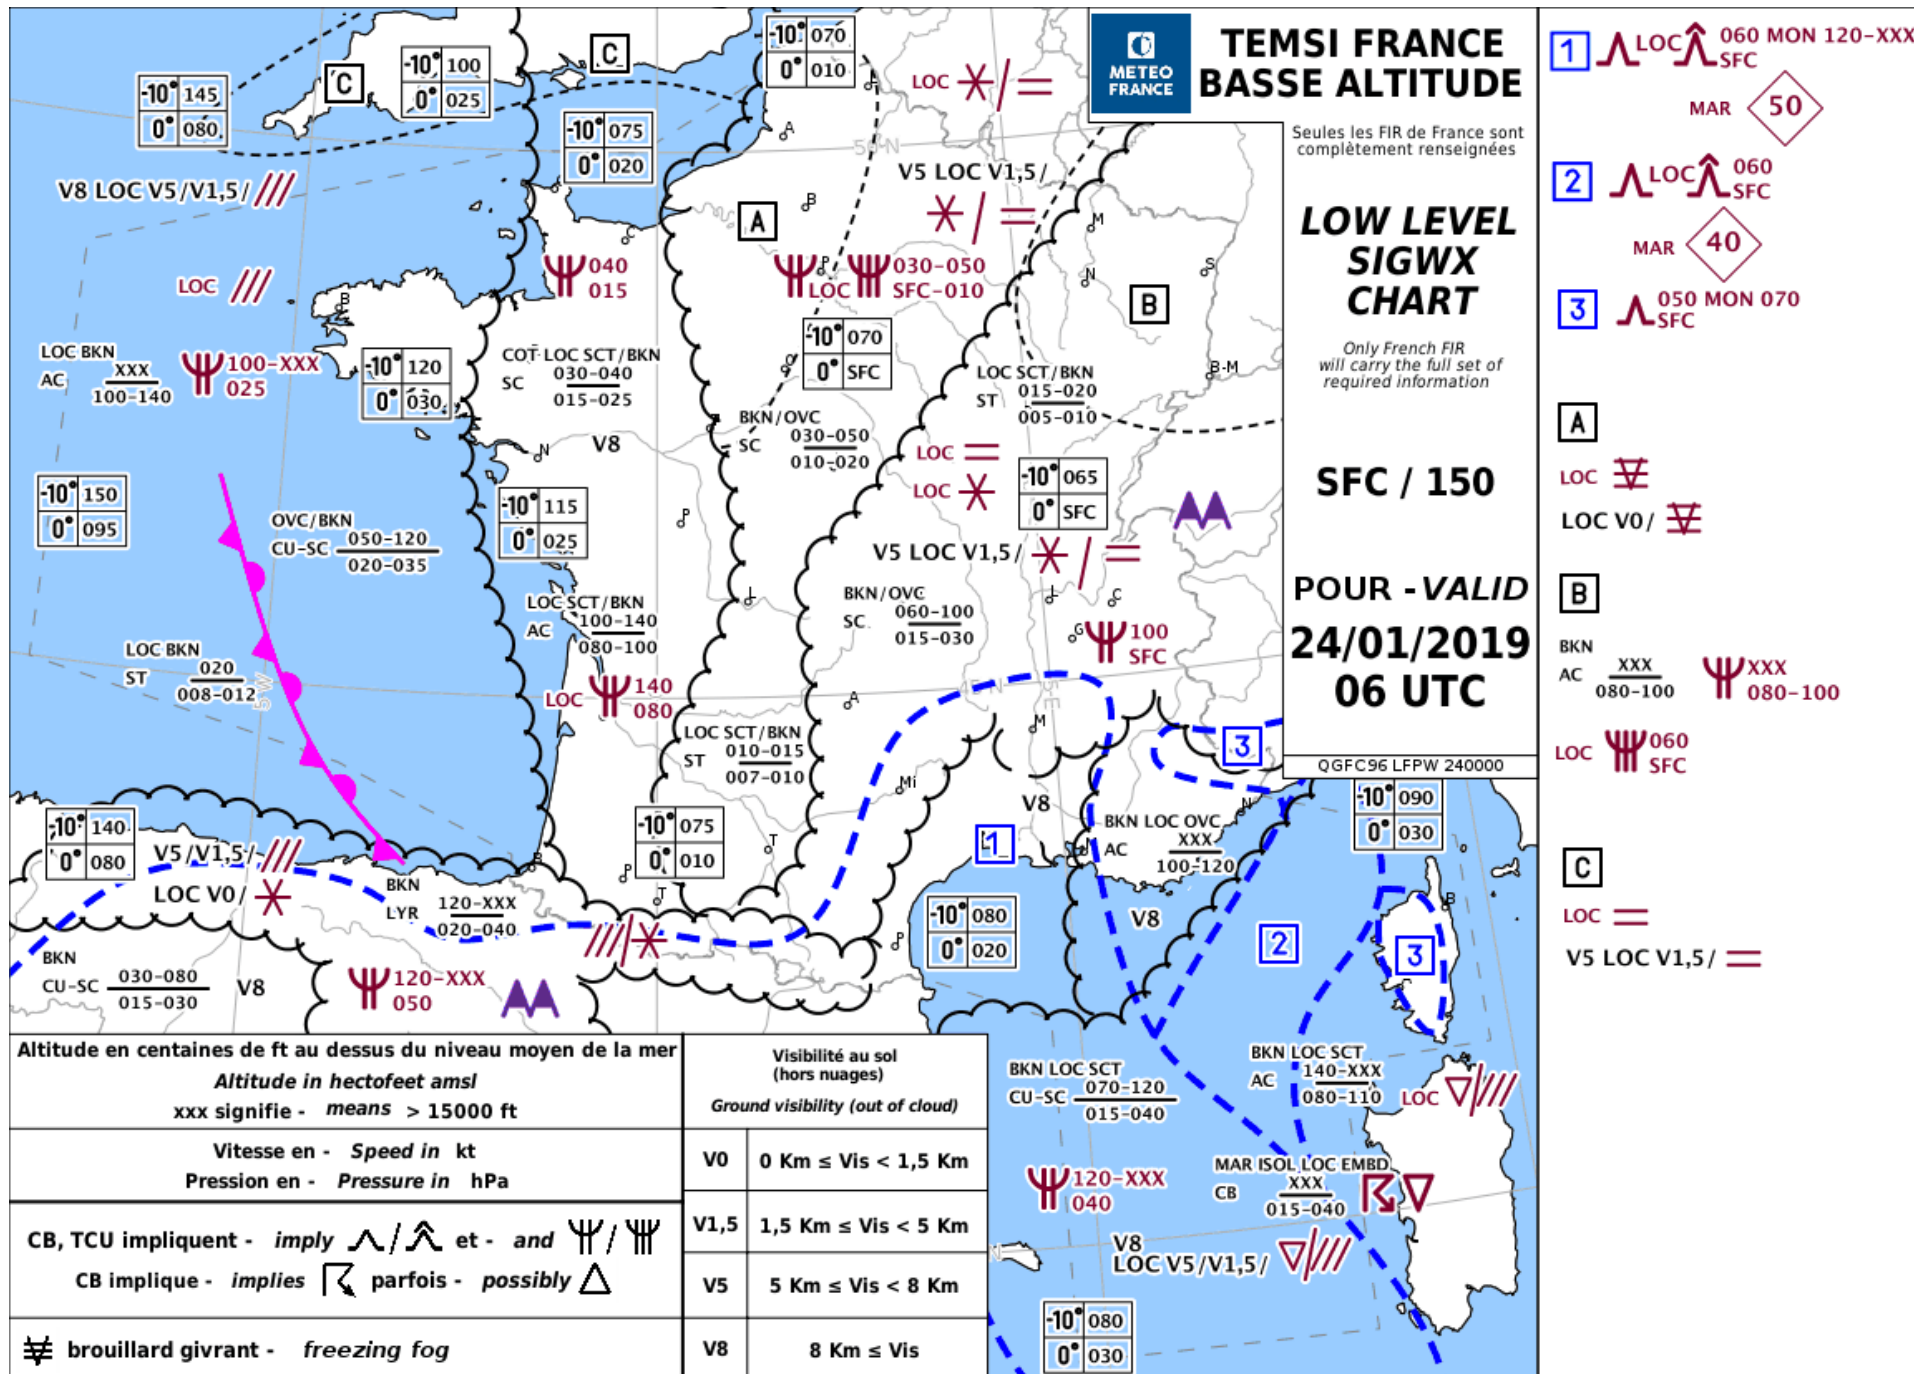 -10° 145
0° 080
C
-10° 100
0° 025
C
-10° 075
0° 020
-10° 070
0° 010
LOC
V8 LOC V5/V1,5/
LOC
LOC BKN
AC XXX
100-140
100-XXX
025
B
-10° 120
0° 030
-10° 150
0° 095
OVC/BKN
CU-SC 050-120
020-035
LOC BKN
ST 020
008-012
5°W
C
040
015
COT LOC SCT/BKN
SC 030-040
015-025
V8
N
-10° 115
0° 025
P
LOC SCT/BKN
AC 100-140
080-100
LOC 140
080
L
A
B
A
P
LOC
030-050
SFC-010
-10° 070
0° SFC
O
BKN/OVC
SC 030-050
010-020
50°N
V5 LOC V1,5/
M
N
S
B
B-M
LOC SCT/BKN
ST 015-020
005-010
LOC
LOC
-10° 065
0° SFC
V5 LOC V1,5/
BKN/OVC
SC 060-100
015-030
L
C
G
100
SFC
45°N
5°E
A
M
Mi
LOC SCT/BKN
ST 010-015
007-010
-10° 075
0° 010
T
P
T
B
-10° 140
0° 080
V5/V1,5/
LOC V0/
BKN
LYR 120-XXX
020-040
BKN
CU-SC 030-080
015-030
V8
120-XXX
050
V8
1
3
N
BKN LOC OVC
AC XXX
100-120
V8
P
-10° 080
0° 020
2
-10° 090
0° 030
B
3
BKN LOC SCT
CU-SC 070-120
015-040
BKN LOC SCT
AC 140-XXX
080-110
LOC
A
120-XXX
040
MAR ISOL LOC EMBD
CB XXX
015-040
V8
LOC V5/V1,5/
-10° 080
0° 030
METEO
FRANCE
TEMSI FRANCE
BASSE ALTITUDE
Seules les FIR de France sont
complètement renseignées
LOW LEVEL
SIGWX
CHART
Only French FIR
will carry the full set of
required information
SFC / 150
POUR - VALID
24/01/2019
06 UTC
QGFC96 LFPW 240000
1 LOC 060 MON 120-XXX
SFC
MAR 50
2 LOC 060
SFC
MAR 40
3 050 MON 070
SFC
A
LOC
LOC V0/
B
BKN
AC XXX
080-100
XXX
080-100
LOC 060
SFC
C
LOC
V5 LOC V1,5/
Altitude en centaines de ft au dessus du niveau moyen de la mer
Altitude in hectofeet amsl
xxx signifie - means > 15000 ft
Vitesse en - Speed in kt
Pression en - Pressure in hPa
CB, TCU impliquent - imply / et - and /
CB implique - implies parfois - possibly
brouillard givrant - freezing fog
Visibilité au sol
(hors nuages)
Ground visibility (out of cloud)
V0 0 Km ≤ Vis < 1,5 Km
V1,5 1,5 Km ≤ Vis < 5 Km
V5 5 Km ≤ Vis < 8 Km
V8 8 Km ≤ Vis